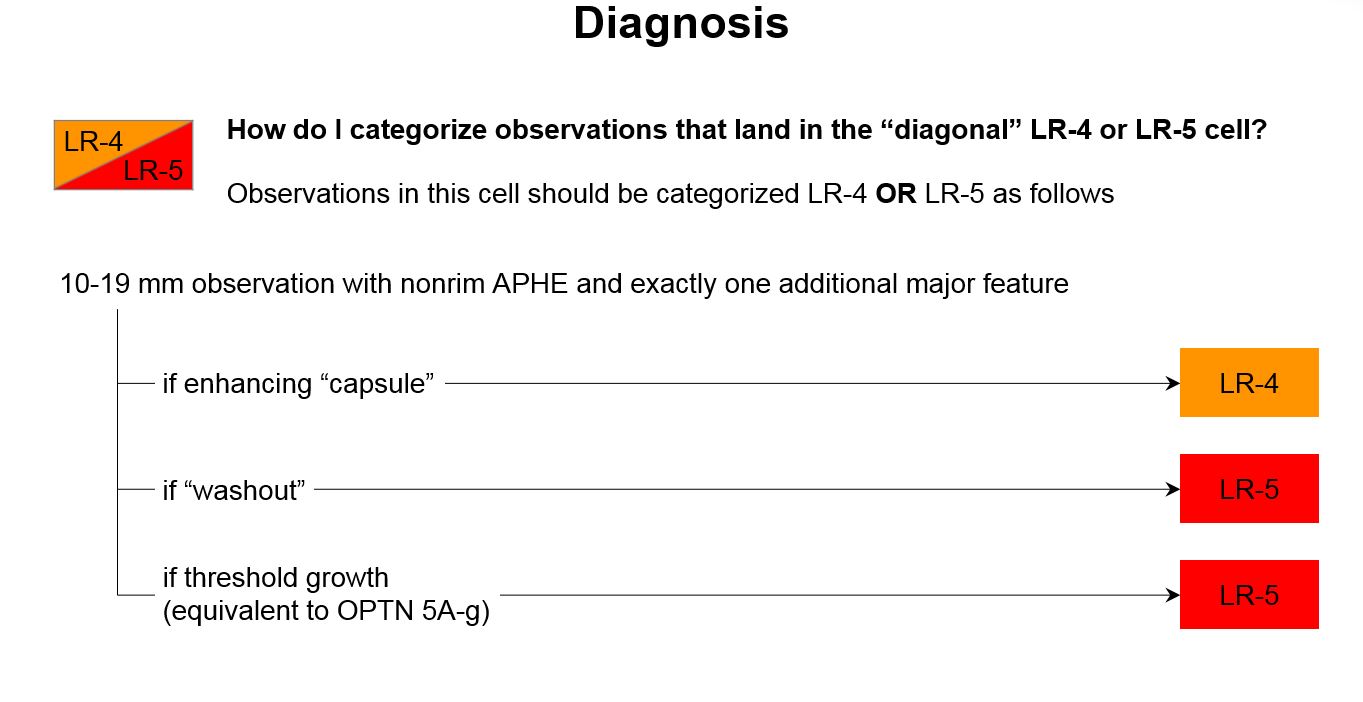 Diagnosis
LR-4
LR-5
How do I categorize observations that land in the “diagonal” LR-4 or LR-5 cell?
Observations in this cell should be categorized LR-4 OR LR-5 as follows
10-19 mm observation with nonrim APHE and exactly one additional major feature
if enhancing “capsule”
LR-4
if “washout”
LR-5
if threshold growth
(equivalent to OPTN 5A-g)
LR-5